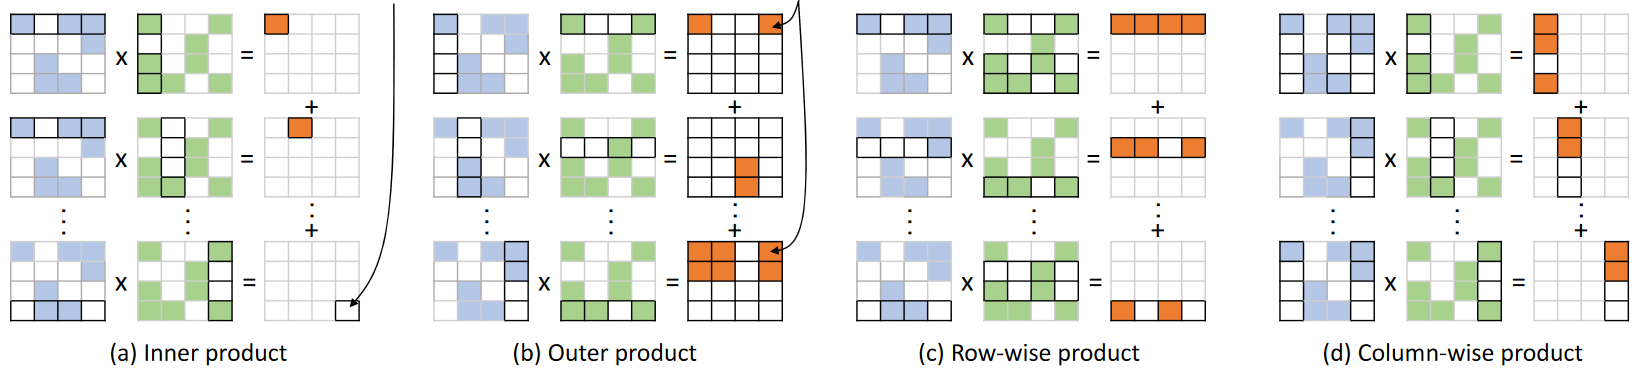 x = x = x = x =
+ + + +
x = x = x = x =
⋮ ⋮ ⋮ ⋮ ⋮ ⋮ ⋮ ⋮ ⋮ ⋮ ⋮ ⋮
+ + + +
x = x = x = x =
(a) Inner product (b) Outer product (c) Row-wise product (d) Column-wise product